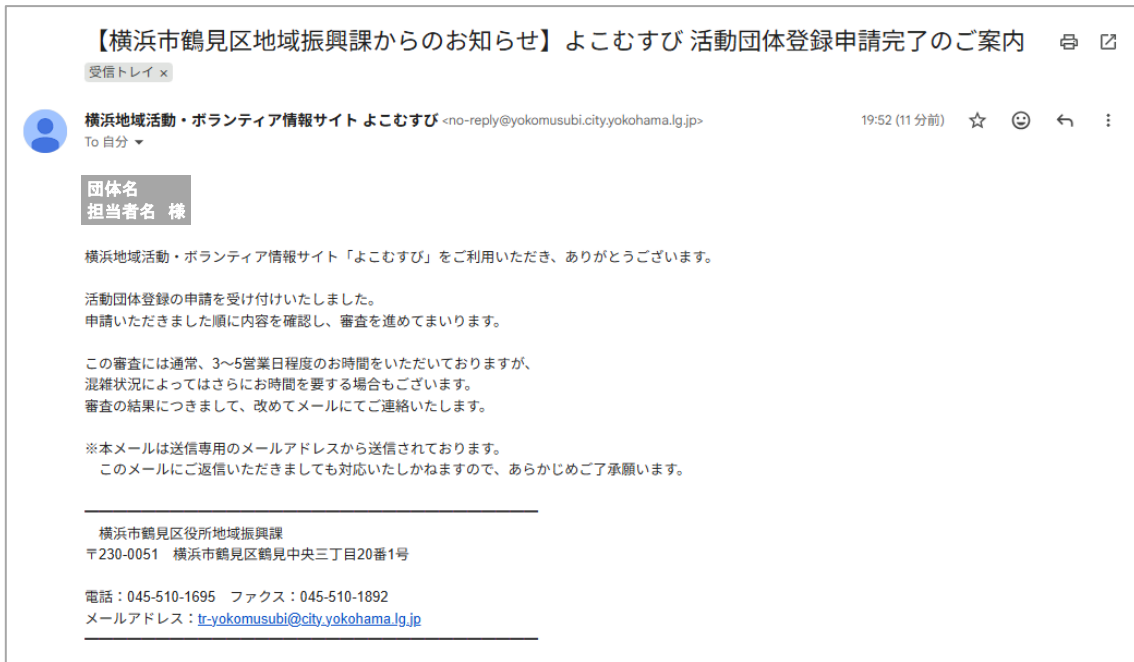 【横浜市鶴見区地域振興課からのお知らせ】よこむすび 活動団体登録申請完了のご案内
受信トレイ ×
横浜地域活動・ボランティア情報サイト よこむすび <no-reply@yokomusubi.city.yokohama.lg.jp>
19:52 (11 分前)
To 自分
団体名
担当者名 様
横浜地域活動・ボランティア情報サイト「よこむすび」をご利用いただき、ありがとうございます。
活動団体登録の申請を受け付けいたしました。
申請いただきました順に内容を確認し、審査を進めてまいります。
この審査には通常、3～5営業日程度のお時間をいただいておりますが、
混雑状況によってはさらにお時間を要する場合もございます。
審査の結果につきまして、改めてメールにてご連絡いたします。
※本メールは送信専用のメールアドレスから送信されております。
このメールにご返信いただきましても対応いたしかねますので、あらかじめご了承願います。
横浜市鶴見区役所地域振興課
〒230-0051 横浜市鶴見区鶴見中央三丁目20番1号
電話：045-510-1695 ファクス：045-510-1892
メールアドレス：tr-yokomusubi@city.yokohama.lg.jp